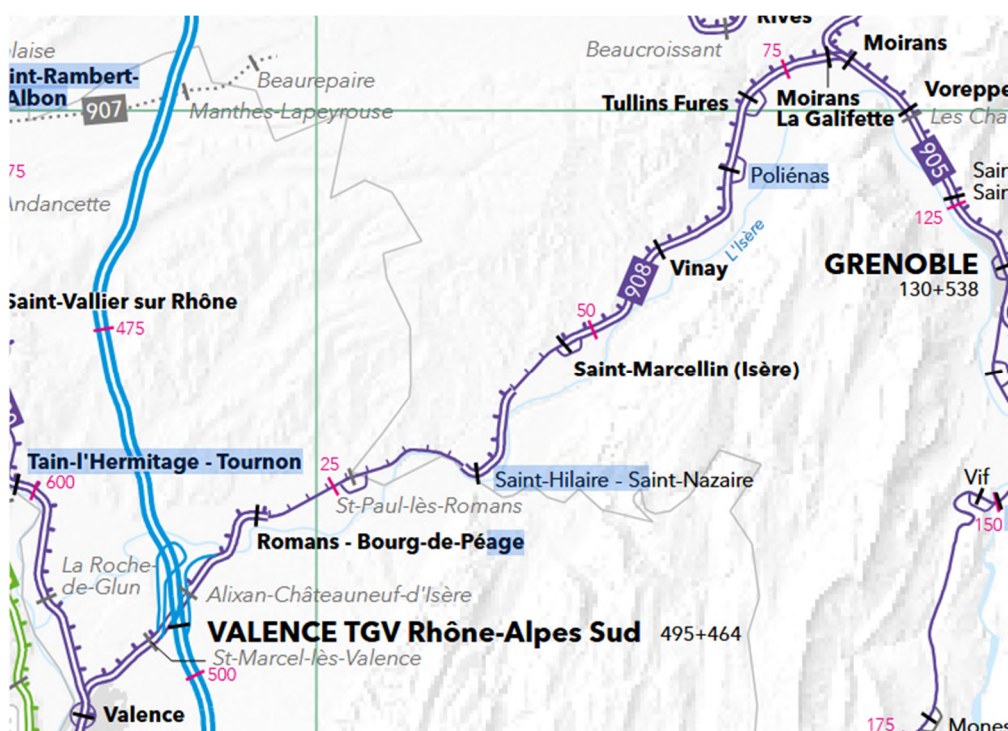 Rives
Beaucroissant
75
Moirans
laise
int-Rambert-
Albon
Beaurepaire
907
Manthes-Lapeyrouse
Tullins Fures
Moirans
La Galifette
Voreppe
Les Cha
905
75
Poliénas
Sain
Sain
Andancette
125
L'Isère
Vinay
GRENOBLE
130+538
908
Saint-Vallier sur Rhône
475
50
Saint-Marcellin (Isère)
Tain-l'Hermitage - Tournon
600
25
Saint-Hilaire - Saint-Nazaire
Vif
St-Paul-lès-Romans
150
Romans - Bourg-de-Péage
La Roche-
de-Glun
Alixan-Châteauneuf-d'Isère
VALENCE TGV Rhône-Alpes Sud
495+464
St-Marcel-lès-Valence
500
Valence
175
Mones